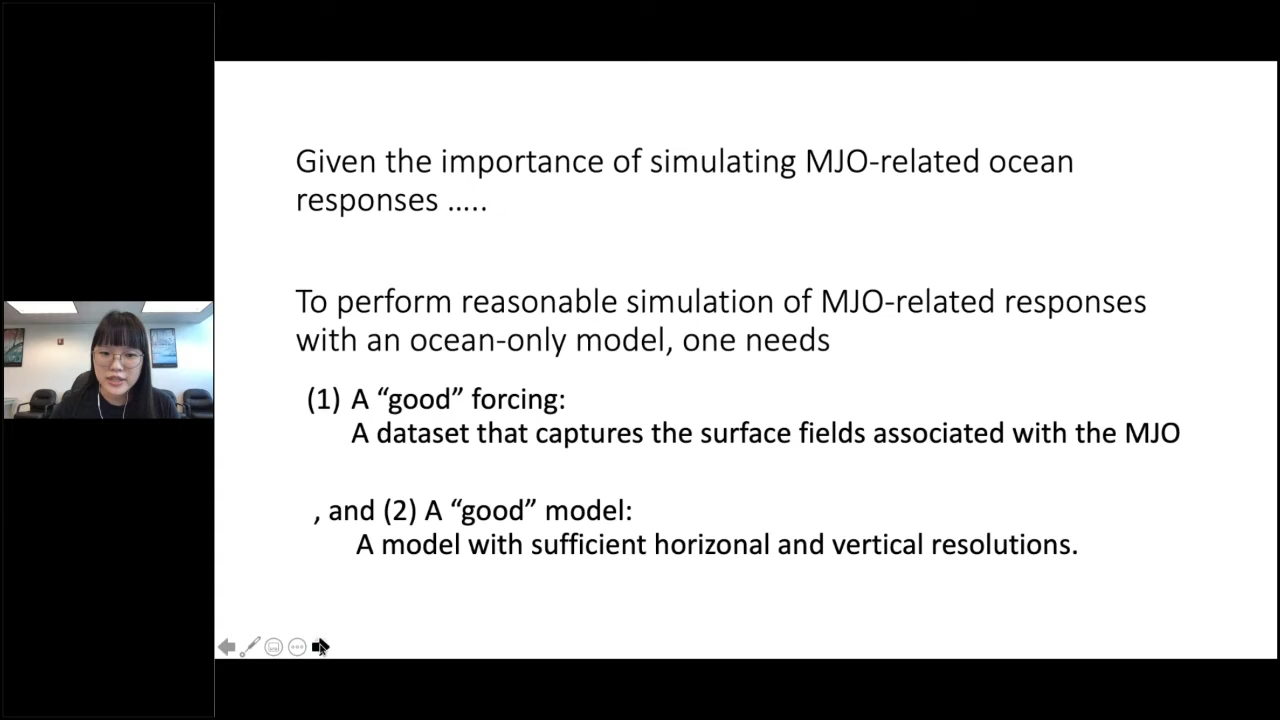 Given the importance of simulating MJO-related ocean
responses …..
To perform reasonable simulation of MJO-related responses
with an ocean-only model, one needs
(1) A “good” forcing:
A dataset that captures the surface fields associated with the MJO
, and (2) A “good” model:
A model with sufficient horizonal and vertical resolutions.